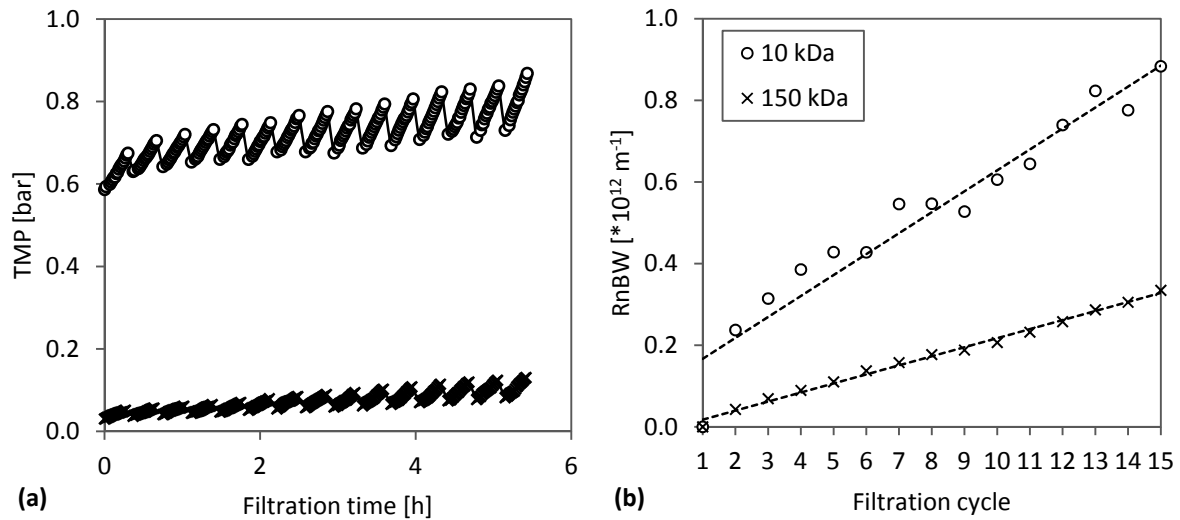 1.0
0.8
0.6
0.4
0.2
0.0
TMP [bar]
0 2 4 6
Filtration time [h]
(a)
1.0
0.8
0.6
0.4
0.2
0.0
RnBW [*10¹² m⁻¹]
10 kDa
150 kDa
1 2 3 4 5 6 7 8 9 10 11 12 13 14 15
Filtration cycle
(b)